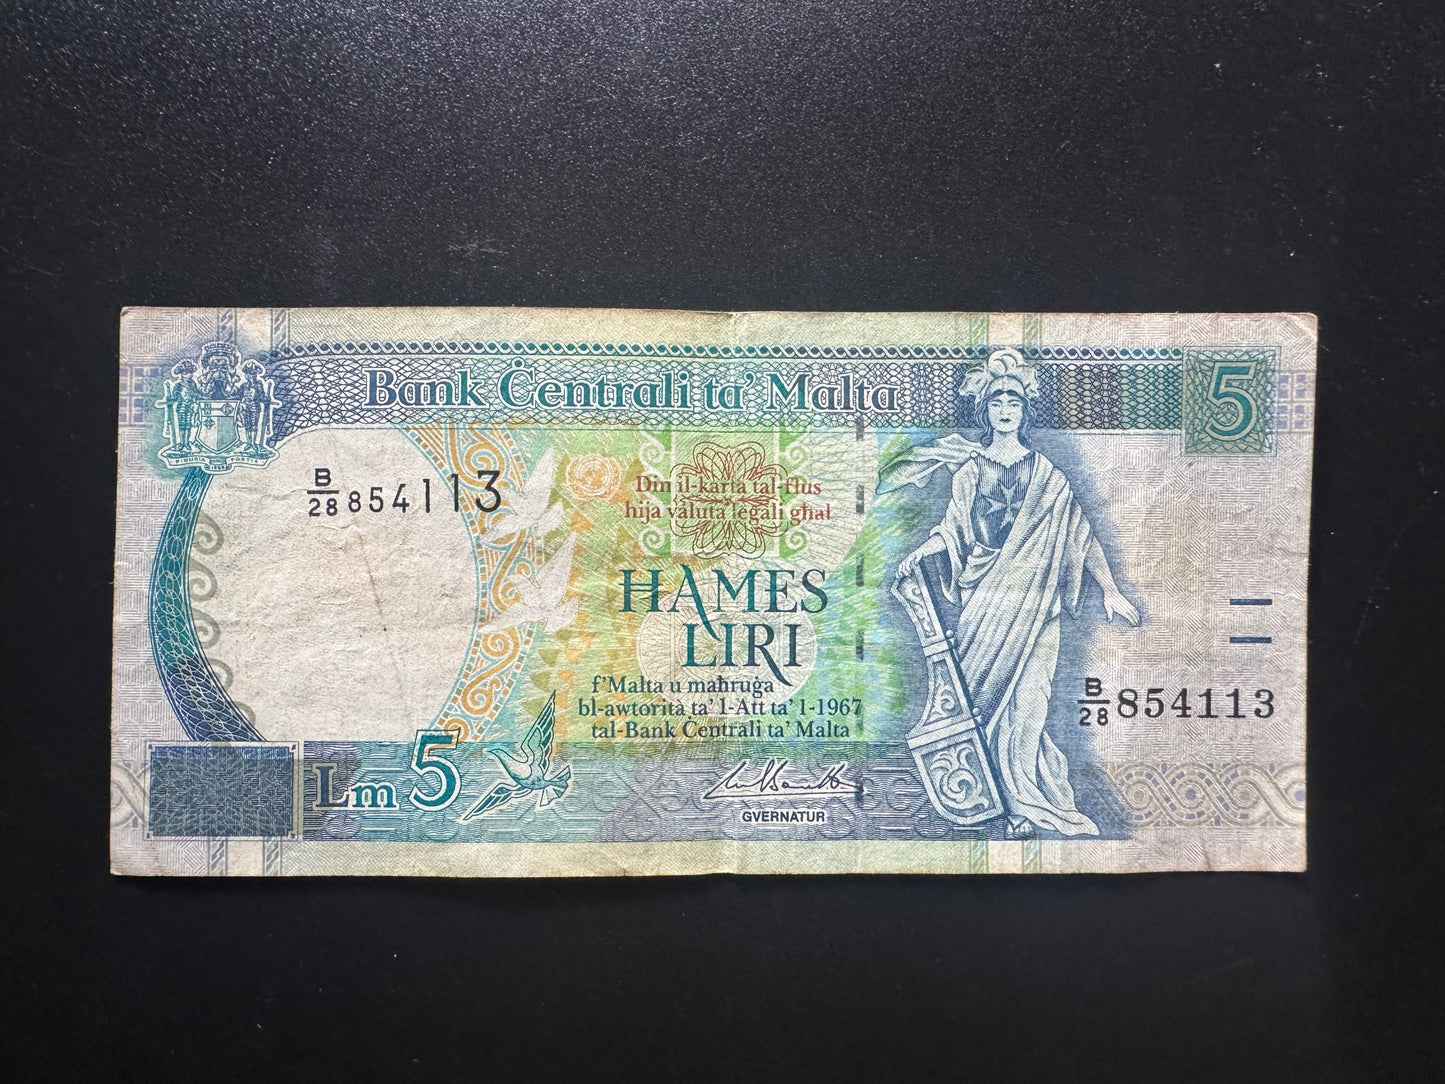 Bank Ċentrali ta' Malta
5
B/28 854113
Din il-karta tal-flus
hija valuta legali għal
ĦAMES
LIRI
f'Malta u maħruġa
bl-awtorità ta' l-Att ta' l-1967
tal-Bank Ċentrali ta' Malta
B/28 854113
Lm 5
GVERNATUR